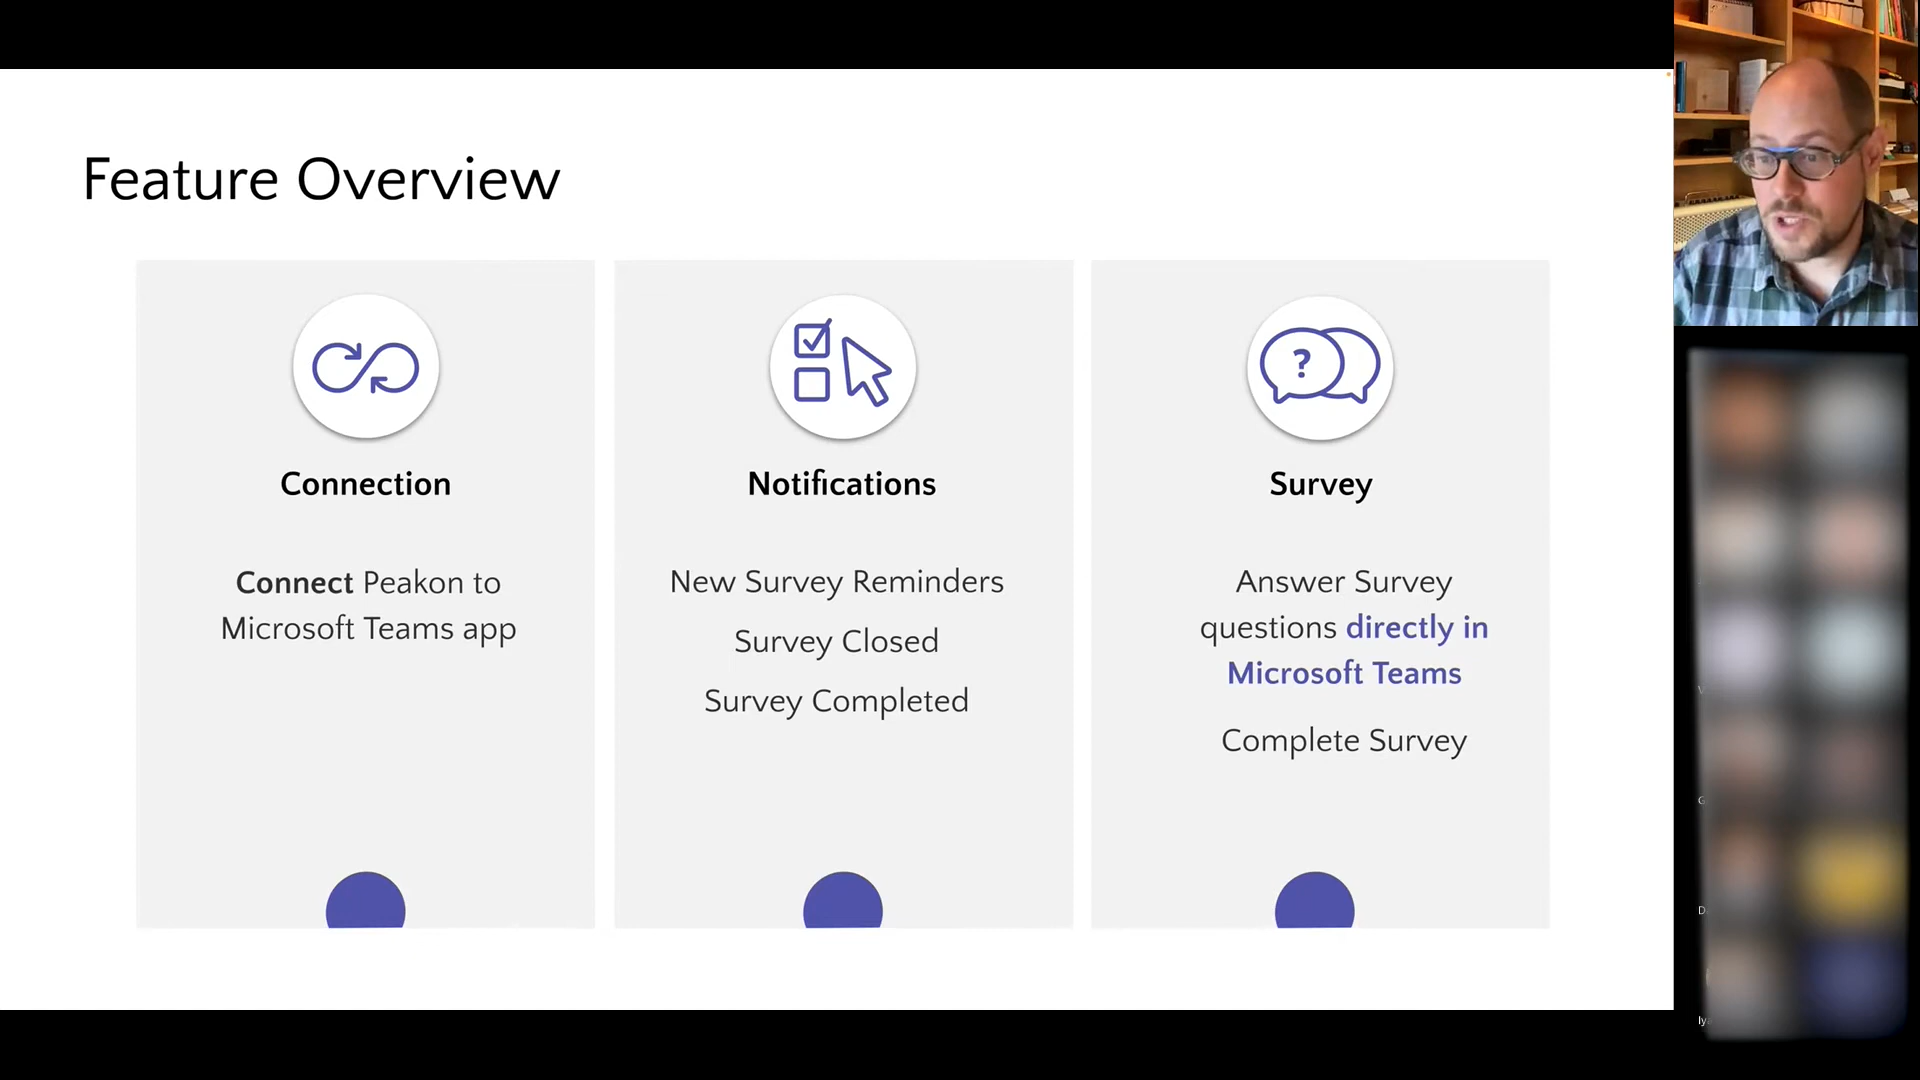 Feature Overview
Connection
Connect Peakon to
Microsoft Teams app
Notifications
New Survey Reminders
Survey Closed
Survey Completed
?
Survey
Answer Survey
questions directly in
Microsoft Teams
Complete Survey